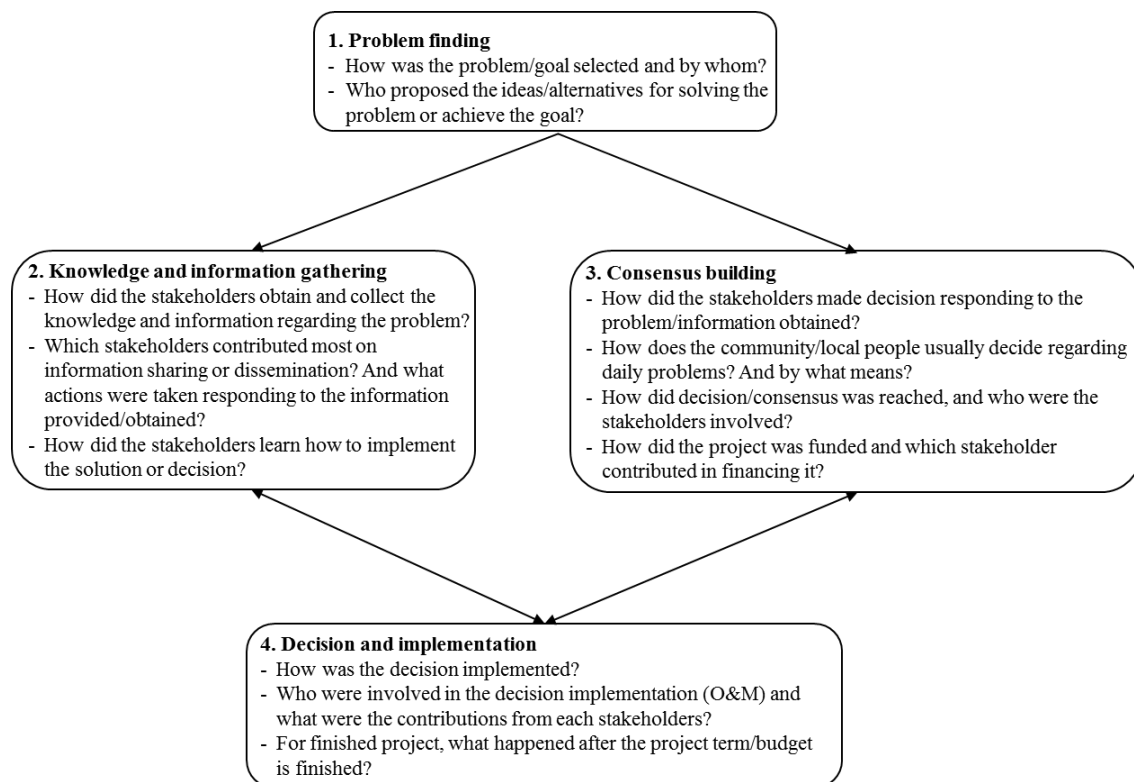 1. Problem finding
- How was the problem/goal selected and by whom?
- Who proposed the ideas/alternatives for solving the
problem or achieve the goal?
2. Knowledge and information gathering
- How did the stakeholders obtain and collect the
knowledge and information regarding the problem?
- Which stakeholders contributed most on
information sharing or dissemination? And what
actions were taken responding to the information
provided/obtained?
- How did the stakeholders learn how to implement
the solution or decision?
3. Consensus building
- How did the stakeholders made decision responding to the
problem/information obtained?
- How does the community/local people usually decide regarding
daily problems? And by what means?
- How did decision/consensus was reached, and who were the
stakeholders involved?
- How did the project was funded and which stakeholder
contributed in financing it?
4. Decision and implementation
- How was the decision implemented?
- Who were involved in the decision implementation (O&M) and
what were the contributions from each stakeholders?
- For finished project, what happened after the project term/budget
is finished?